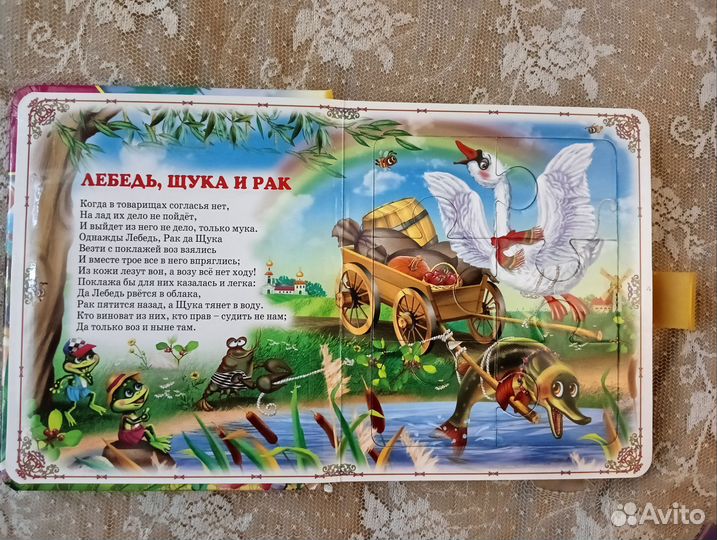 ЛЕБЕДЬ, ЩУКА И РАК
Когда в товарищах согласья нет,
На лад их дело не пойдёт,
И выйдет из него не дело, только мука.
Однажды Лебедь, Рак да Щука
Везти с поклажей воз взялись
И вместе трое все в него впряглись;
Из кожи лезут вон, а возу всё нет ходу!
Поклажа бы для них казалась и легка:
Да Лебедь рвётся в облака,
Рак пятится назад, а Щука тянет в воду.
Кто виноват из них, кто прав – судить не нам;
Да только воз и ныне там.
Avito